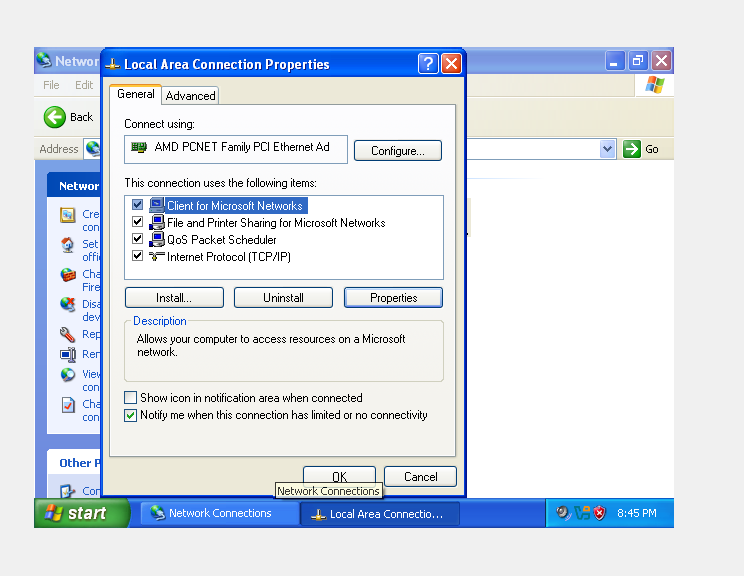 Networ
Local Area Connection Properties
File Edit
Back
Address
Go
General Advanced
Connect using:
AMD PCNET Family PCI Ethernet Ad
Configure...
This connection uses the following items:
Client for Microsoft Networks
File and Printer Sharing for Microsoft Networks
QoS Packet Scheduler
Internet Protocol (TCP/IP)
Install... Uninstall Properties
Description
Allows your computer to access resources on a Microsoft
network.
Show icon in notification area when connected
Notify me when this connection has limited or no connectivity
OK Cancel
Network Connections
Networ
Cre
con
Set
offi
Cha
Fire
Disa
dev
Rep
Ren
View
con
Cha
con
Other P
Con
start
Network Connections
Local Area Connectio...
8:45 PM